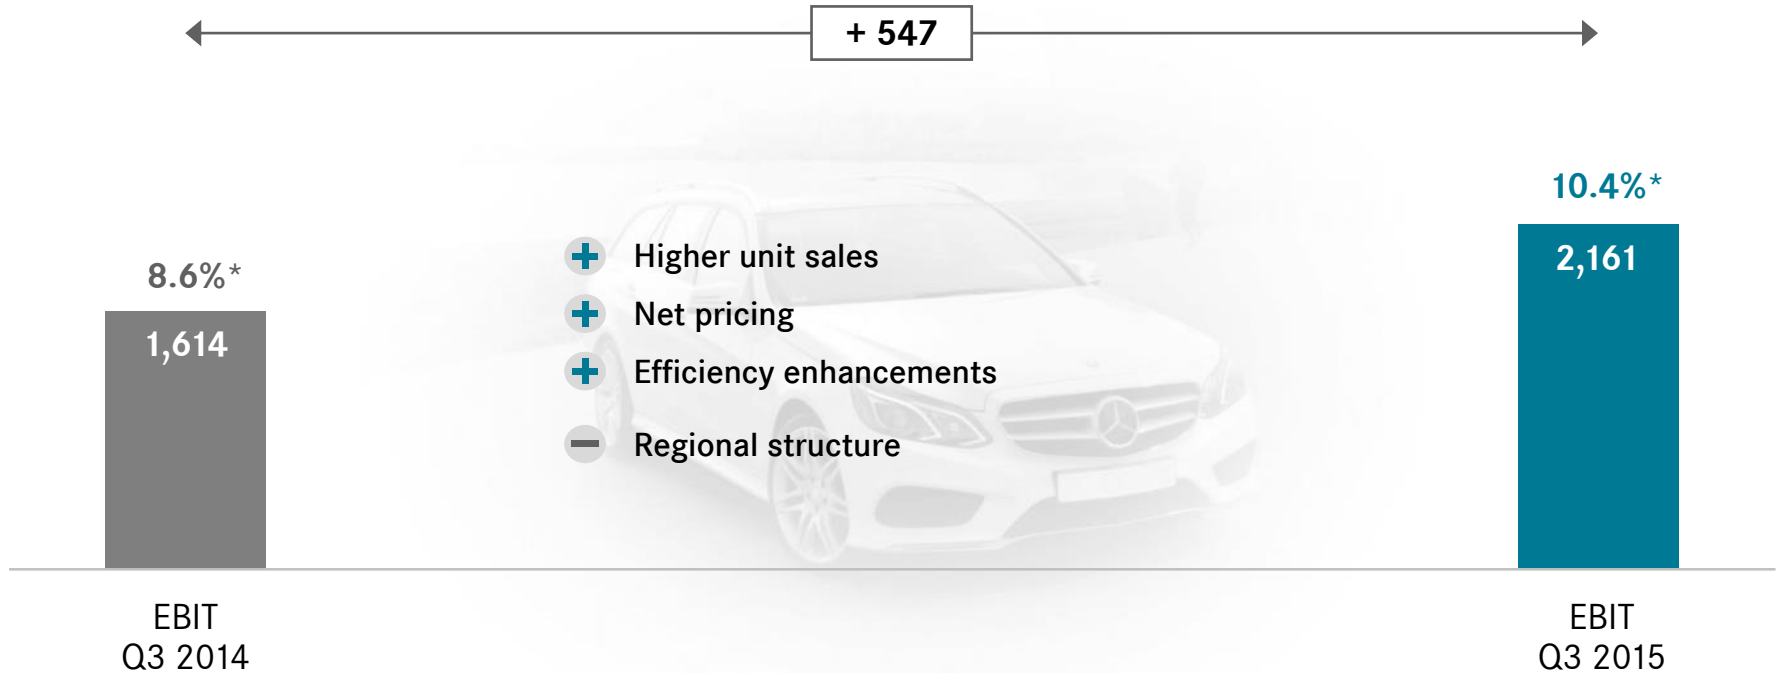 + 547
10.4%*
8.6%*
2,161
1,614
Higher unit sales
Net pricing
Efficiency enhancements
Regional structure
EBIT
Q3 2014
EBIT
Q3 2015